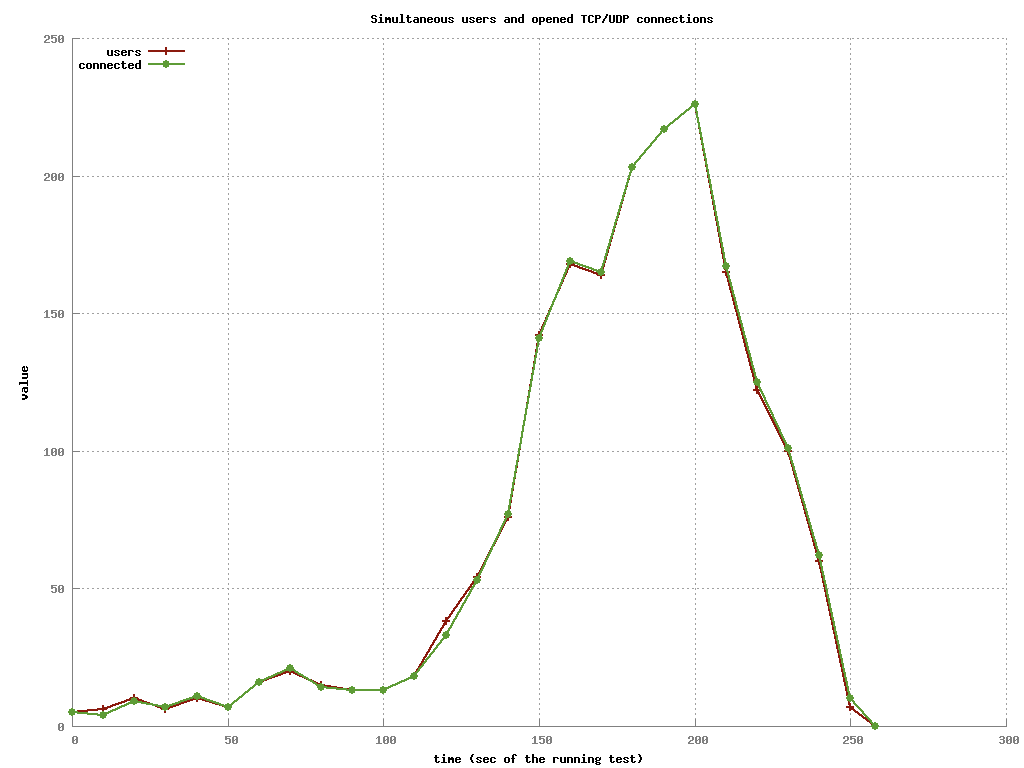 Simultaneous users and opened TCP/UDP connections
250
users
connected
200
150
value
100
50
0
0 50 100 150 200 250 300
time (sec of the running test)